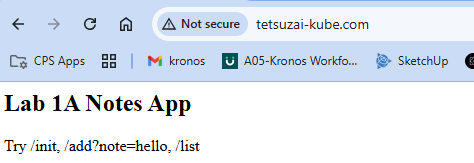 Not secure tetsuzai-kube.com
CPS Apps kronos A05-Kronos Workfo... SketchUp
Lab 1A Notes App
Try /init, /add?note=hello, /list